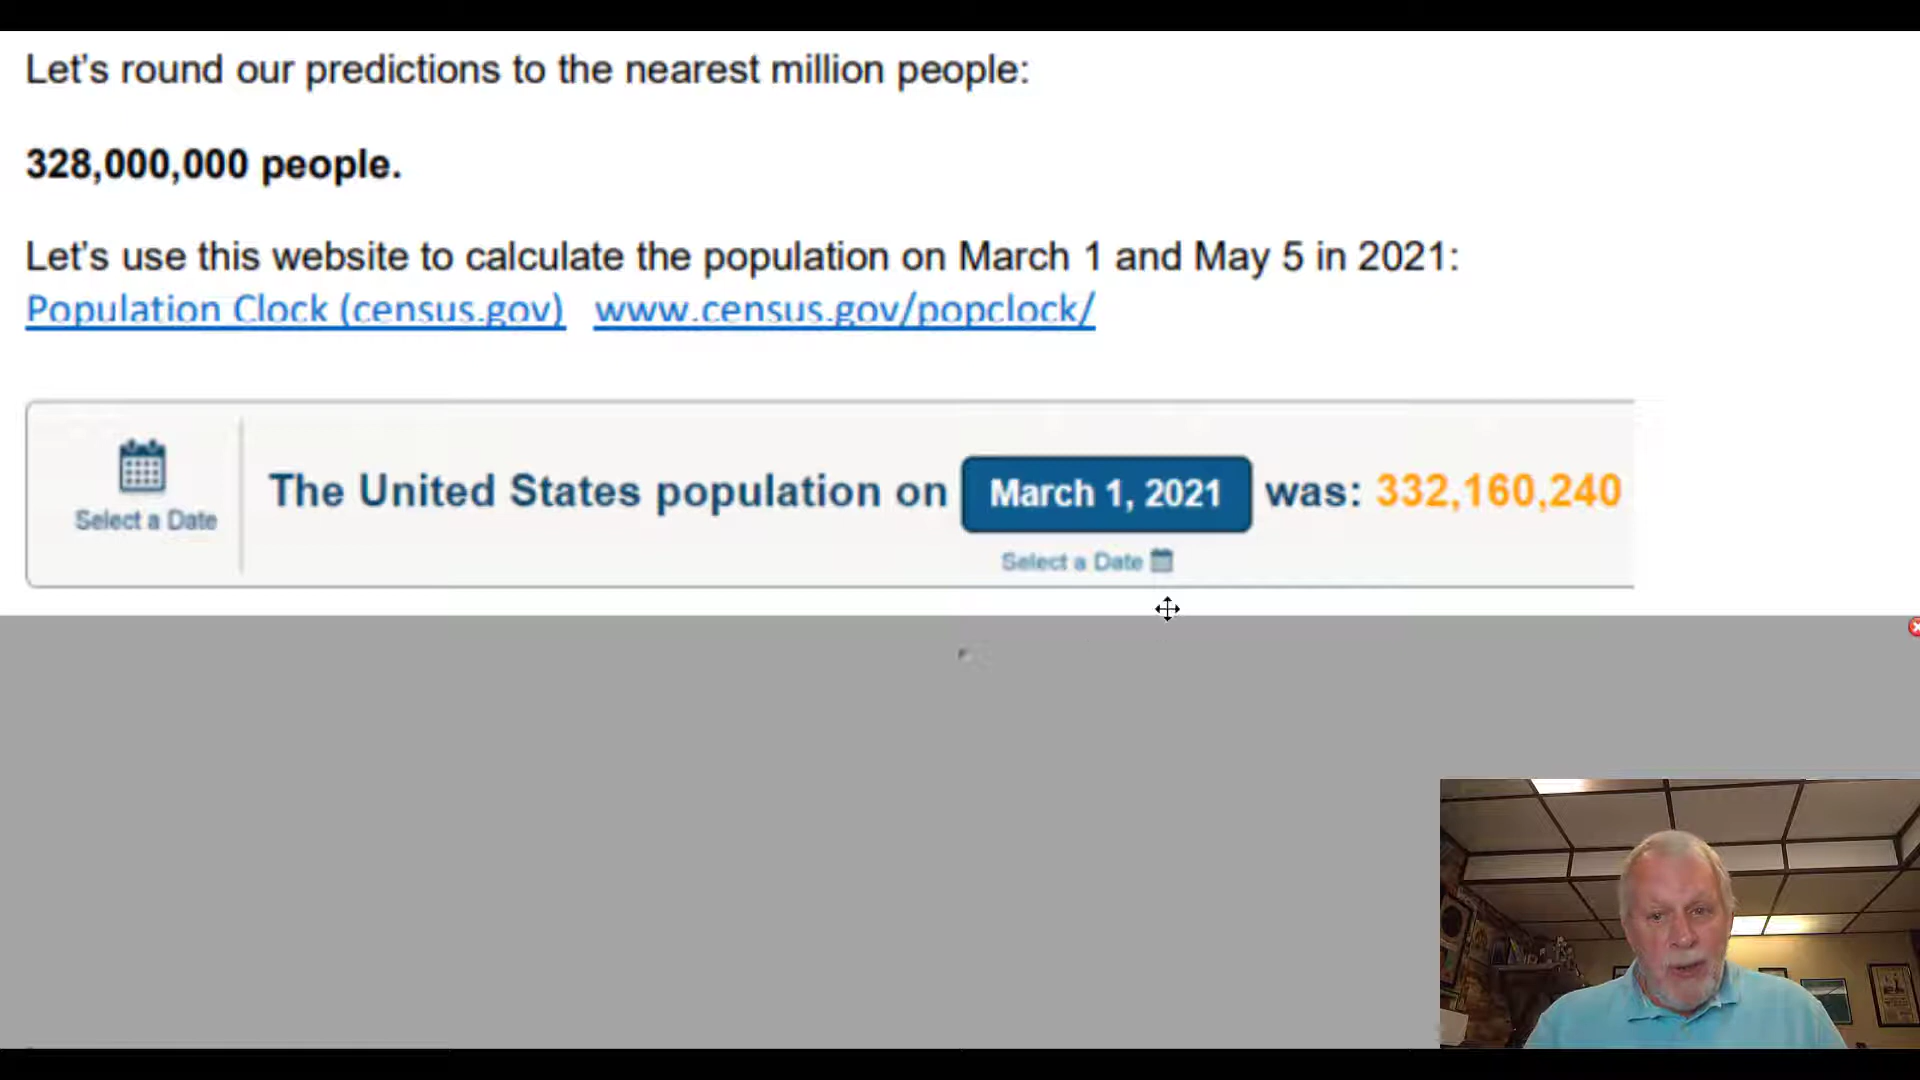 Let's round our predictions to the nearest million people:
328,000,000 people.
Let's use this website to calculate the population on March 1 and May 5 in 2021:
Population Clock (census.gov) www.census.gov/popclock/
Select a Date
The United States population on March 1, 2021 was: 332,160,240
Select a Date